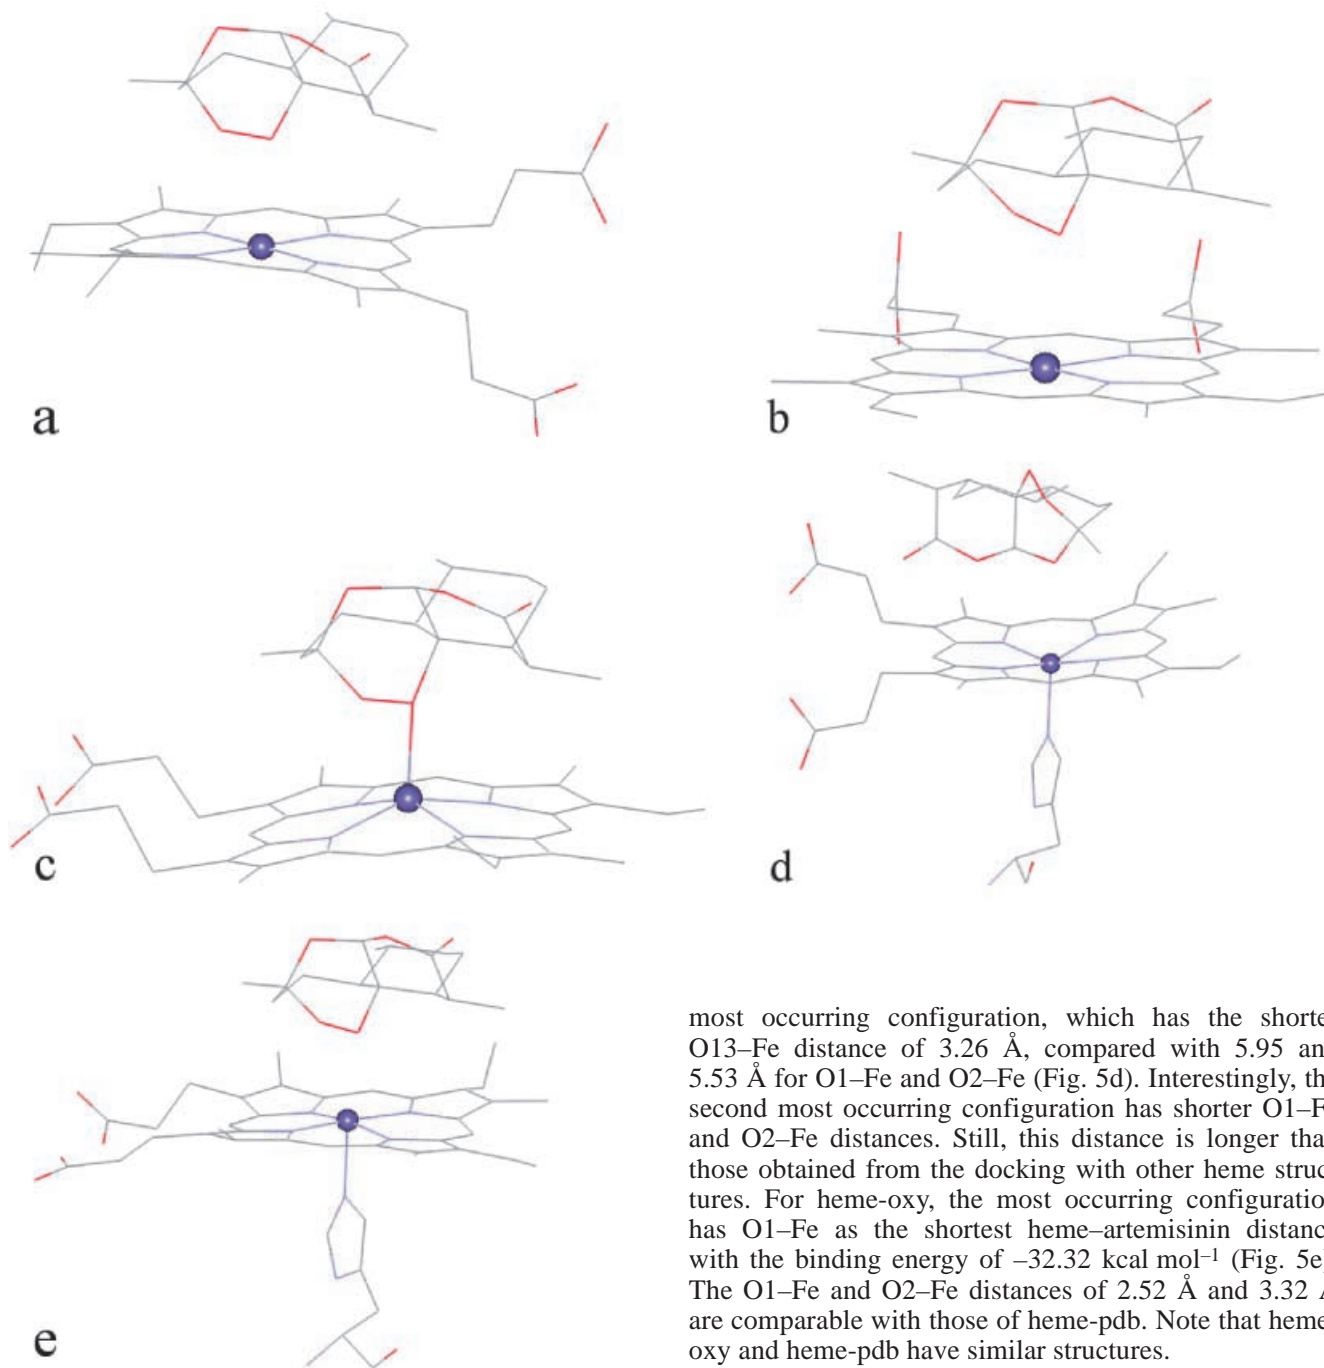 a
b
c
d
e
most occurring configuration, which has the shorte
O13–Fe distance of 3.26 Å, compared with 5.95 an
5.53 Å for O1–Fe and O2–Fe (Fig. 5d). Interestingly, th
second most occurring configuration has shorter O1–F
and O2–Fe distances. Still, this distance is longer tha
those obtained from the docking with other heme struc
tures. For heme-oxy, the most occurring configuratio
has O1–Fe as the shortest heme–artemisinin distanc
with the binding energy of –32.32 kcal mol⁻¹ (Fig. 5e
The O1–Fe and O2–Fe distances of 2.52 Å and 3.32 Å
are comparable with those of heme-pdb. Note that heme
oxy and heme-pdb have similar structures.